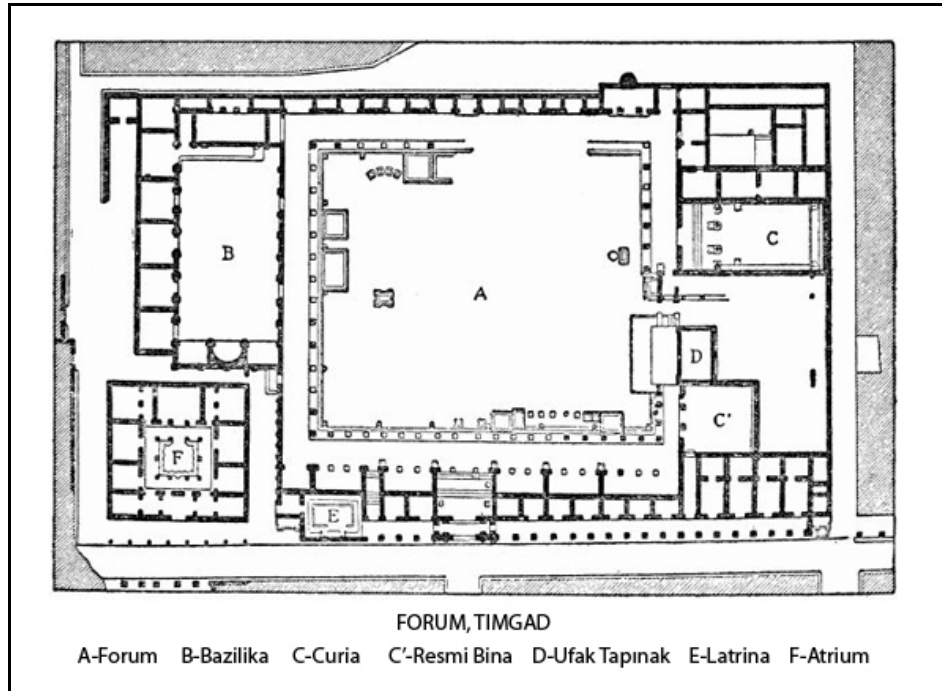 B
A
C
D
C'
F
E
FORUM, TIMGAD
A-Forum B-Bazilika C-Curia C'-Resmi Bina D-Ufak Tapınak E-Latrina F-Atrium